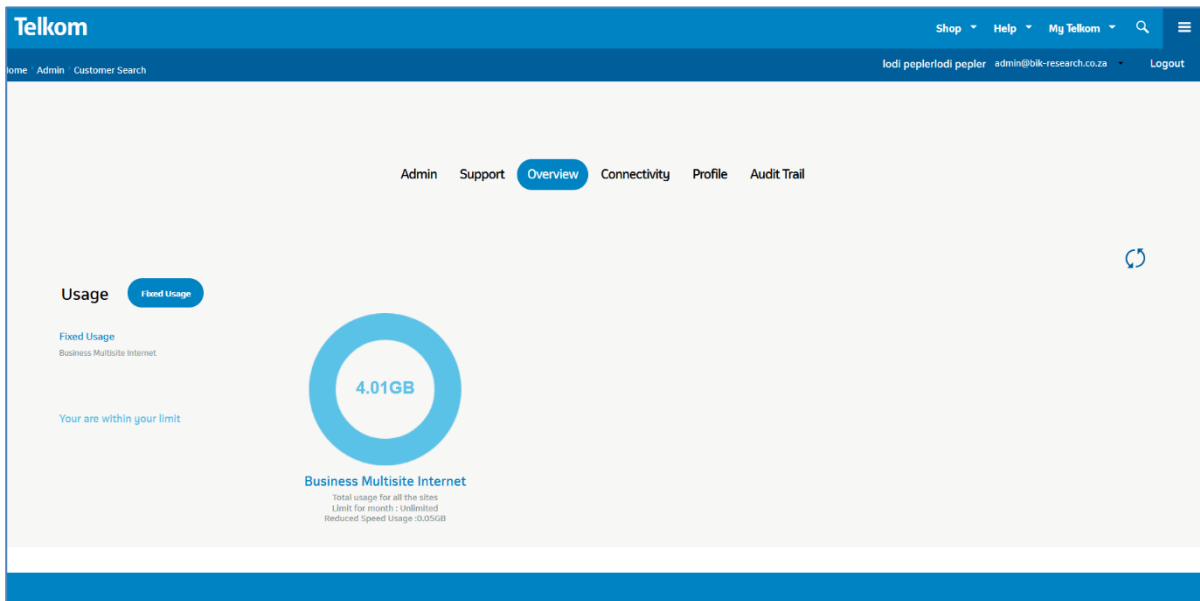 Telkom
Shop Help My Telkom
ome Admin Customer Search
lodi peplerlodi pepler admin@bik-research.co.za Logout
Admin Support Overview Connectivity Profile Audit Trail
Usage Fixed Usage
Fixed Usage
Business Multisite Internet
Your are within your limit
4.01GB
Business Multisite Internet
Total usage for all the sites
Limit for month : Unlimited
Reduced Speed Usage :0.05GB